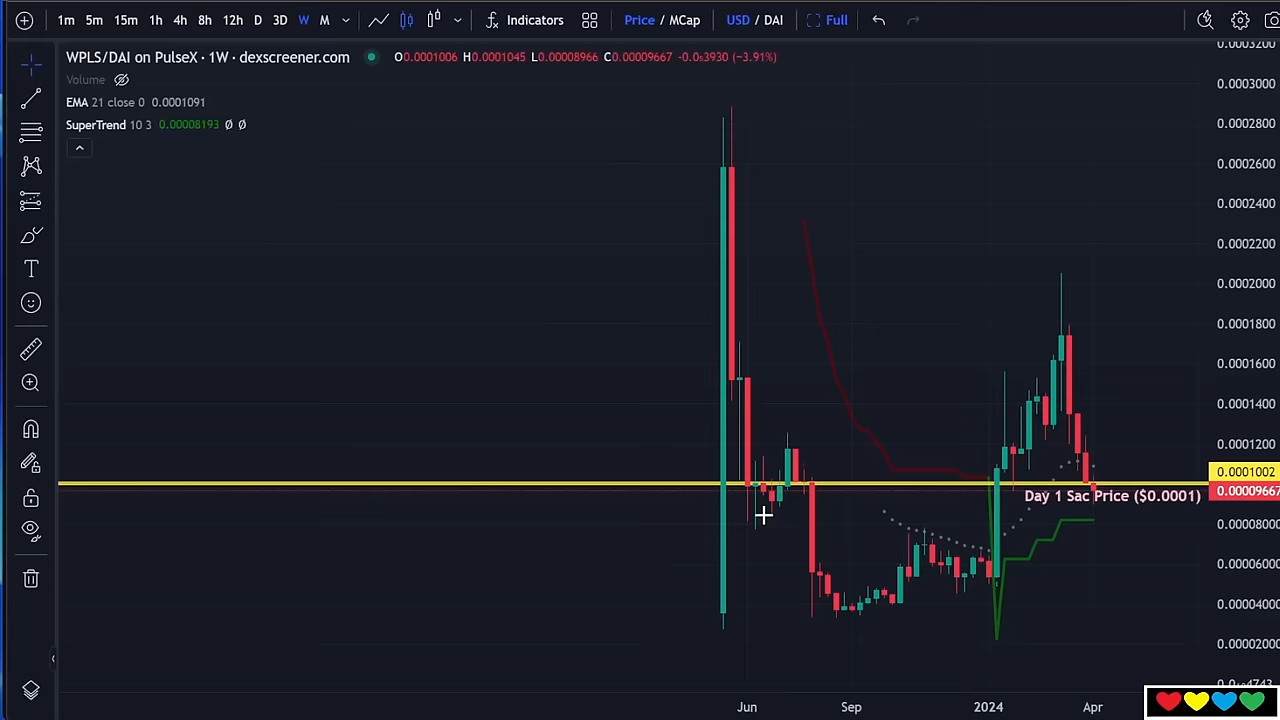 1m 5m 15m 1h 4h 8h 12h D 3D W M Indicators Price / MCap USD / DAI Full
WPLS/DAI on PulseX · 1W · dexscreener.com O0.0001006 H0.0001045 L0.00008966 C0.00009667 -0.0₅3930 (−3.91%)
Volume
EMA 21 close 0 0.0001091
SuperTrend 10 3 0.00008193 Ø Ø
0.0003200
0.0003000
0.0002800
0.0002600
0.0002400
0.0002200
0.0002000
0.0001800
0.0001600
0.0001400
0.0001200
0.0001002
0.00009667
Day 1 Sac Price ($0.0001)
0.00008000
0.00006000
0.00004000
0.00002000
Jun Sep 2024 Apr